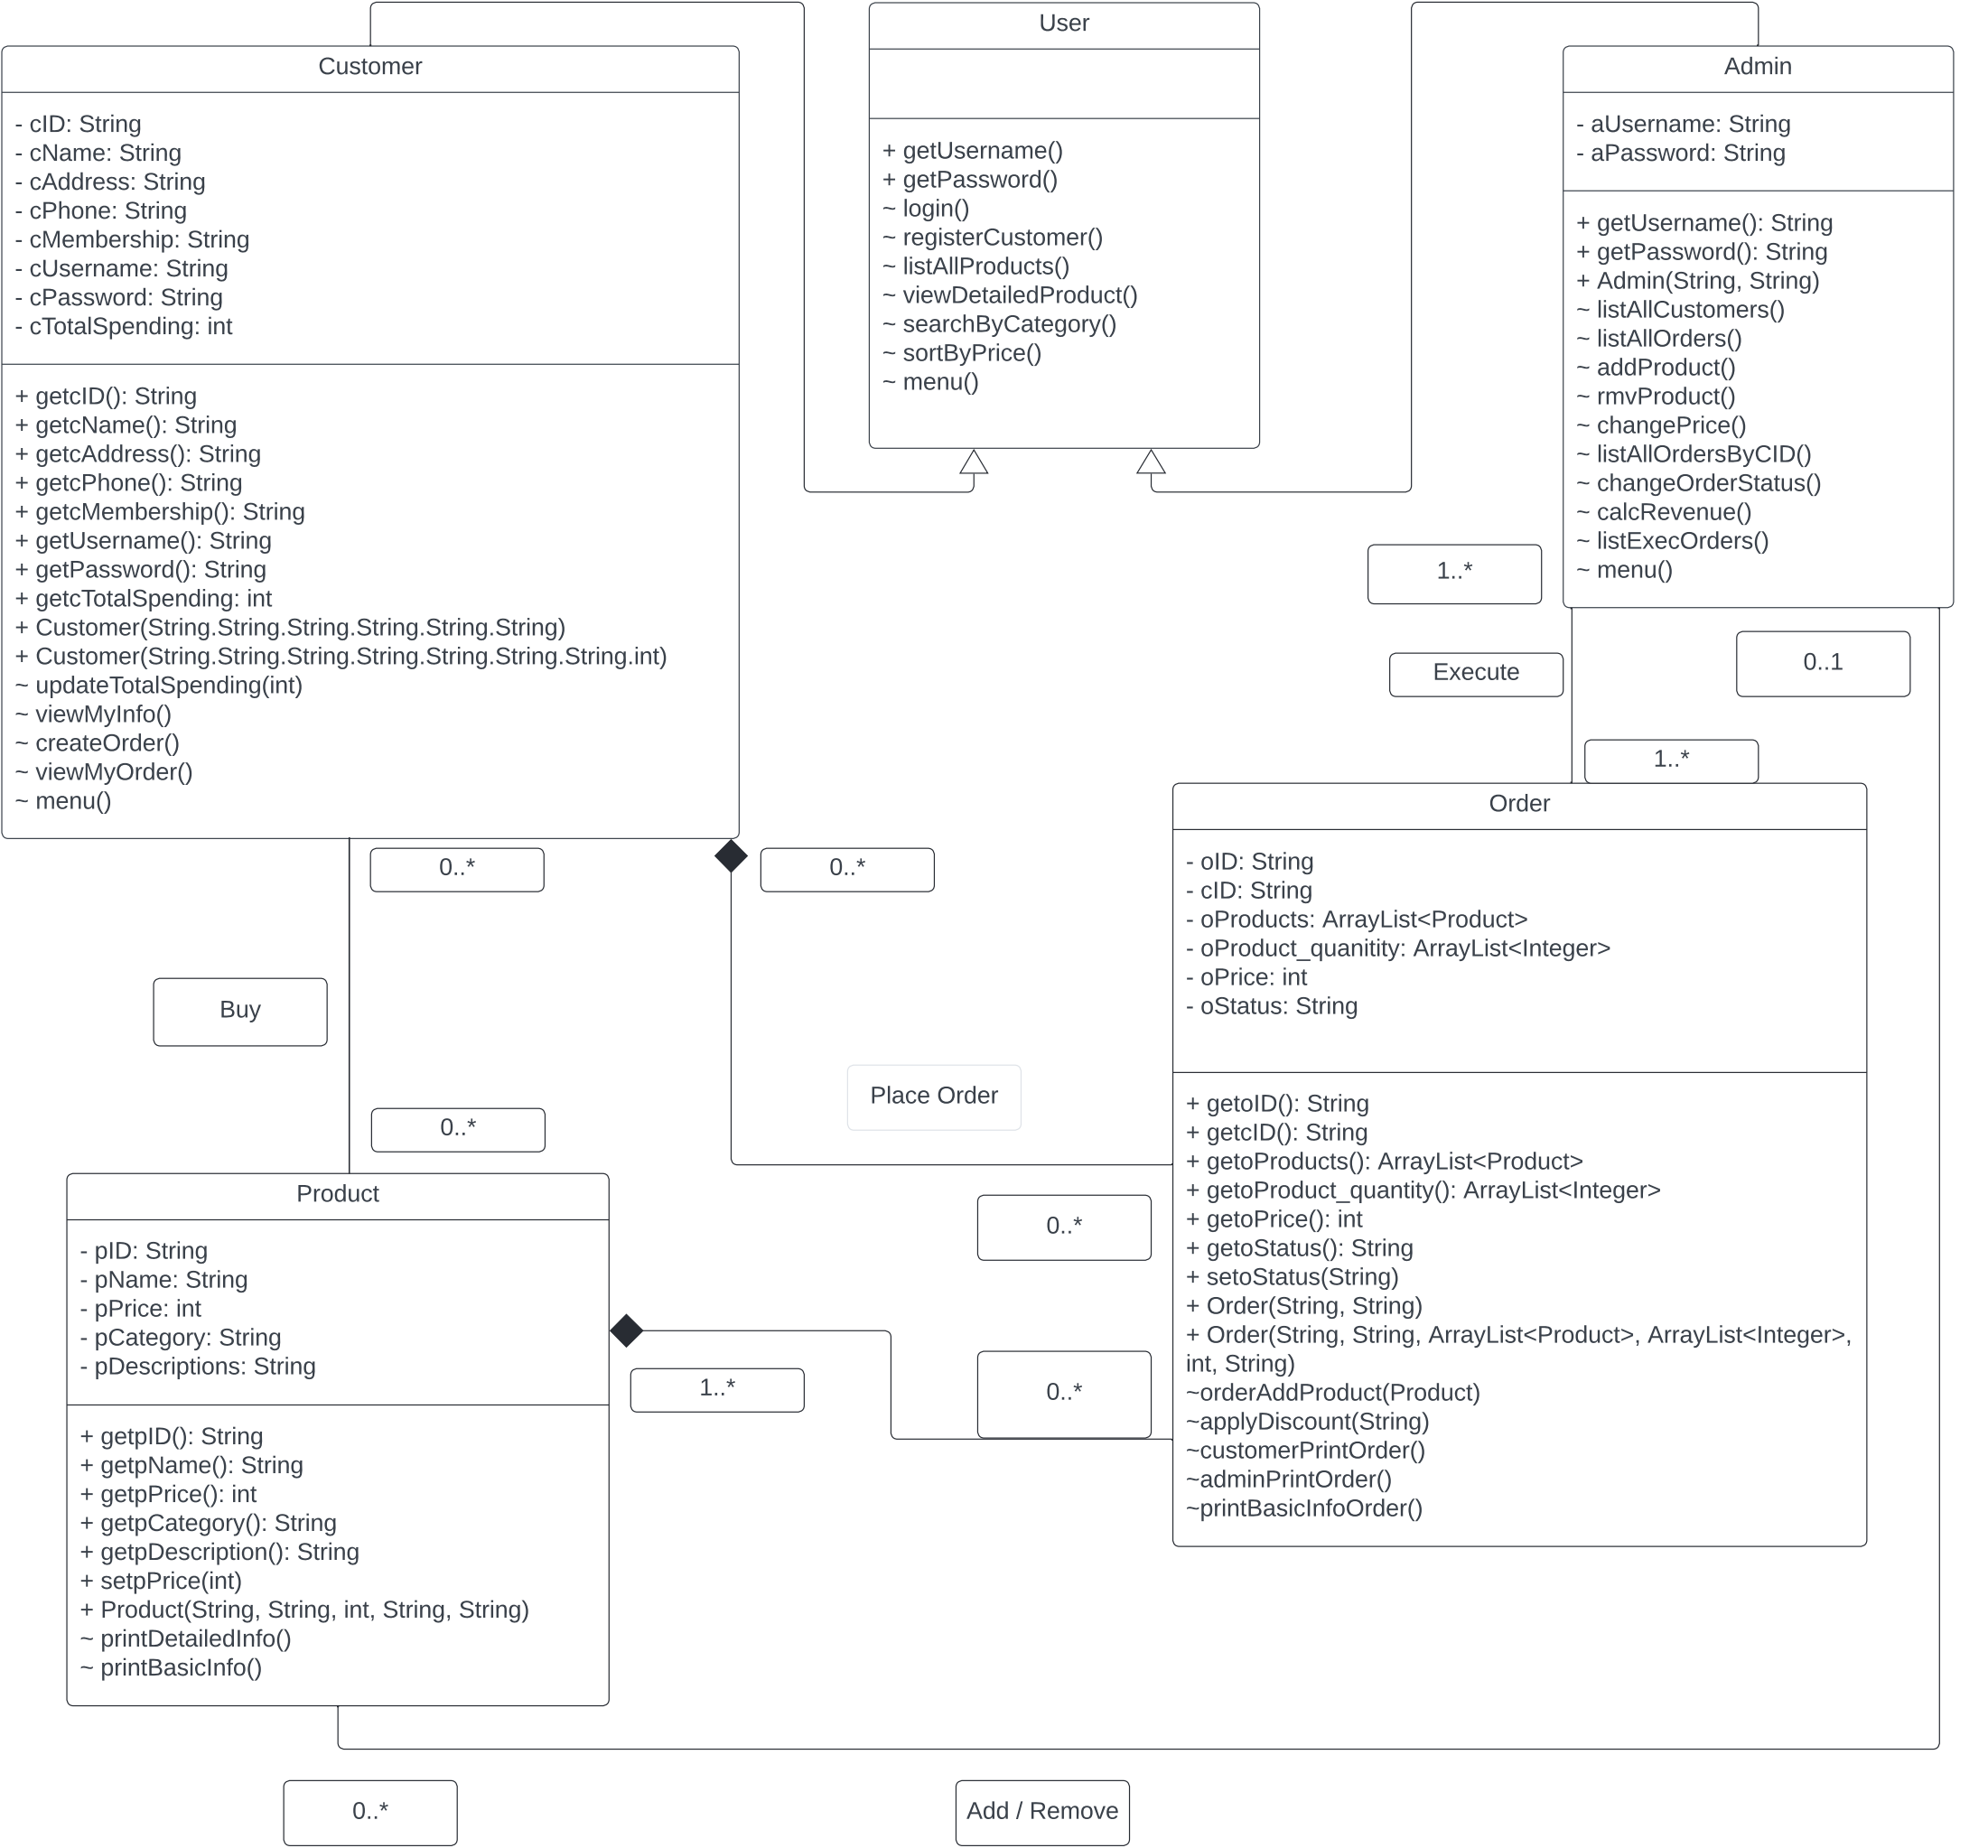 Customer
- cID: String
- cName: String
- cAddress: String
- cPhone: String
- cMembership: String
- cUsername: String
- cPassword: String
- cTotalSpending: int
+ getcID(): String
+ getcName(): String
+ getcAddress(): String
+ getcPhone(): String
+ getcMembership(): String
+ getUsername(): String
+ getPassword(): String
+ getcTotalSpending: int
+ Customer(String.String.String.String.String.String)
+ Customer(String.String.String.String.String.String.String.int)
~ updateTotalSpending(int)
~ viewMyInfo()
~ createOrder()
~ viewMyOrder()
~ menu()
User
+ getUsername()
+ getPassword()
~ login()
~ registerCustomer()
~ listAllProducts()
~ viewDetailedProduct()
~ searchByCategory()
~ sortByPrice()
~ menu()
Admin
- aUsername: String
- aPassword: String
+ getUsername(): String
+ getPassword(): String
+ Admin(String, String)
~ listAllCustomers()
~ listAllOrders()
~ addProduct()
~ rmvProduct()
~ changePrice()
~ listAllOrdersByCID()
~ changeOrderStatus()
~ calcRevenue()
~ listExecOrders()
~ menu()
1..*
Execute
0..1
1..*
0..*
0..*
Buy
Place Order
0..*
0..*
Order
- oID: String
- cID: String
- oProducts: ArrayList<Product>
- oProduct_quanitity: ArrayList<Integer>
- oPrice: int
- oStatus: String
+ getoID(): String
+ getcID(): String
+ getoProducts(): ArrayList<Product>
+ getoProduct_quantity(): ArrayList<Integer>
+ getoPrice(): int
+ getoStatus(): String
+ setoStatus(String)
+ Order(String, String)
+ Order(String, String, ArrayList<Product>, ArrayList<Integer>,
int, String)
~orderAddProduct(Product)
~applyDiscount(String)
~customerPrintOrder()
~adminPrintOrder()
~printBasicInfoOrder()
Product
- pID: String
- pName: String
- pPrice: int
- pCategory: String
- pDescriptions: String
+ getpID(): String
+ getpName(): String
+ getpPrice(): int
+ getpCategory(): String
+ getpDescription(): String
+ setpPrice(int)
+ Product(String, String, int, String, String)
~ printDetailedInfo()
~ printBasicInfo()
1..*
0..*
0..*
Add / Remove